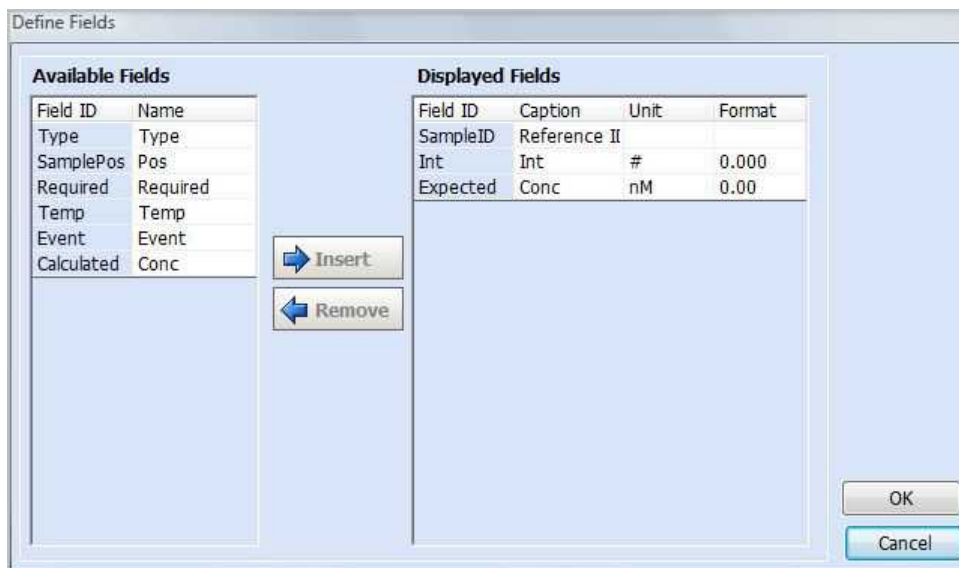 Define Fields
Available Fields
Field ID Name
Type Type
SamplePos Pos
Required Required
Temp Temp
Event Event
Calculated Conc
Insert
Remove
Displayed Fields
Field ID Caption Unit Format
SampleID Reference
Int Int # 0.000
Expected Conc nM 0.00
OK
Cancel